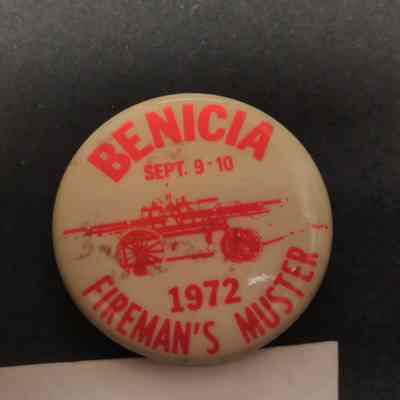 BENICIA
SEPT. 9-10
1972
FIREMAN'S MUSTER